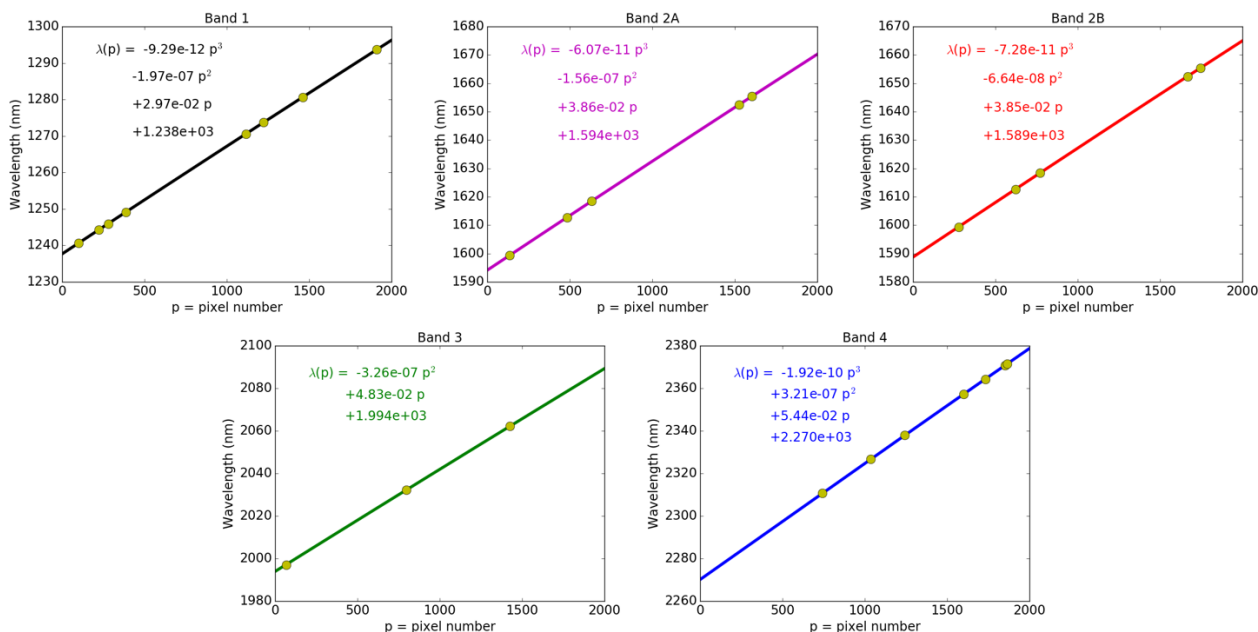 Band 1
1300
1290
1280
1270
1260
1250
1240
1230
0
500
1000
1500
2000
Wavelength (nm)
p = pixel number
λ(p) = -9.29e-12 p³
-1.97e-07 p²
+2.97e-02 p
+1.238e+03
Band 2A
1680
1670
1660
1650
1640
1630
1620
1610
1600
1590
0
500
1000
1500
2000
Wavelength (nm)
p = pixel number
λ(p) = -6.07e-11 p³
-1.56e-07 p²
+3.86e-02 p
+1.594e+03
Band 2B
1670
1660
1650
1640
1630
1620
1610
1600
1590
1580
0
500
1000
1500
2000
Wavelength (nm)
p = pixel number
λ(p) = -7.28e-11 p³
-6.64e-08 p²
+3.85e-02 p
+1.589e+03
Band 3
2100
2080
2060
2040
2020
2000
1980
0
500
1000
1500
2000
Wavelength (nm)
p = pixel number
λ(p) = -3.26e-07 p²
+4.83e-02 p
+1.994e+03
Band 4
2380
2360
2340
2320
2300
2280
2260
0
500
1000
1500
2000
Wavelength (nm)
p = pixel number
λ(p) = -1.92e-10 p³
+3.21e-07 p²
+5.44e-02 p
+2.270e+03